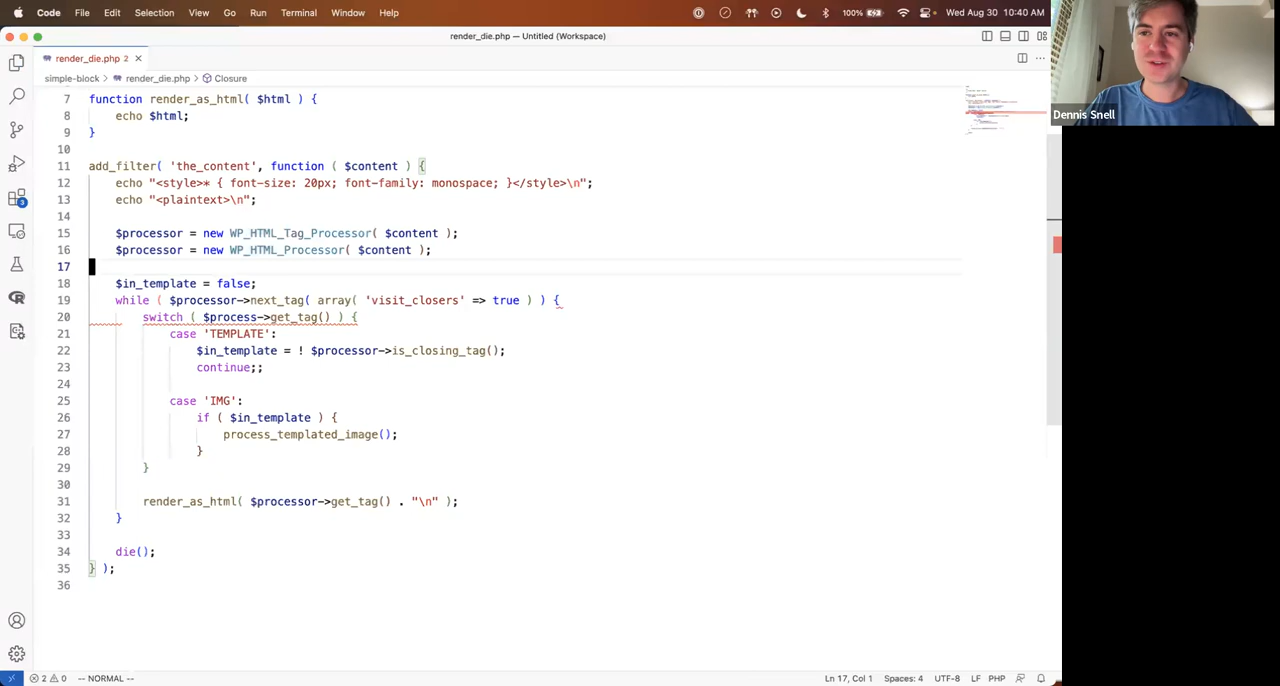 Code File Edit Selection View Go Run Terminal Window Help 100% Wed Aug 30 10:40 AM
render_die.php — Untitled (Workspace)
render_die.php 2
simple-block > render_die.php > Closure
7 function render_as_html( $html ) {
8 echo $html;
9 }
10
11 add_filter( 'the_content', function ( $content ) {
12 echo "<style>* { font-size: 20px; font-family: monospace; }</style>\n";
13 echo "<plaintext>\n";
14
15 $processor = new WP_HTML_Tag_Processor( $content );
16 $processor = new WP_HTML_Processor( $content );
17
18 $in_template = false;
19 while ( $processor->next_tag( array( 'visit_closers' => true ) ) {
20 switch ( $process->get_tag() ) {
21 case 'TEMPLATE':
22 $in_template = ! $processor->is_closing_tag();
23 continue;;
24
25 case 'IMG':
26 if ( $in_template ) {
27 process_templated_image();
28 }
29 }
30
31 render_as_html( $processor->get_tag() . "\n" );
32 }
33
34 die();
35 } );
36
3
2 0 -- NORMAL -- Ln 17, Col 1 Spaces: 4 UTF-8 LF PHP
Dennis Snell